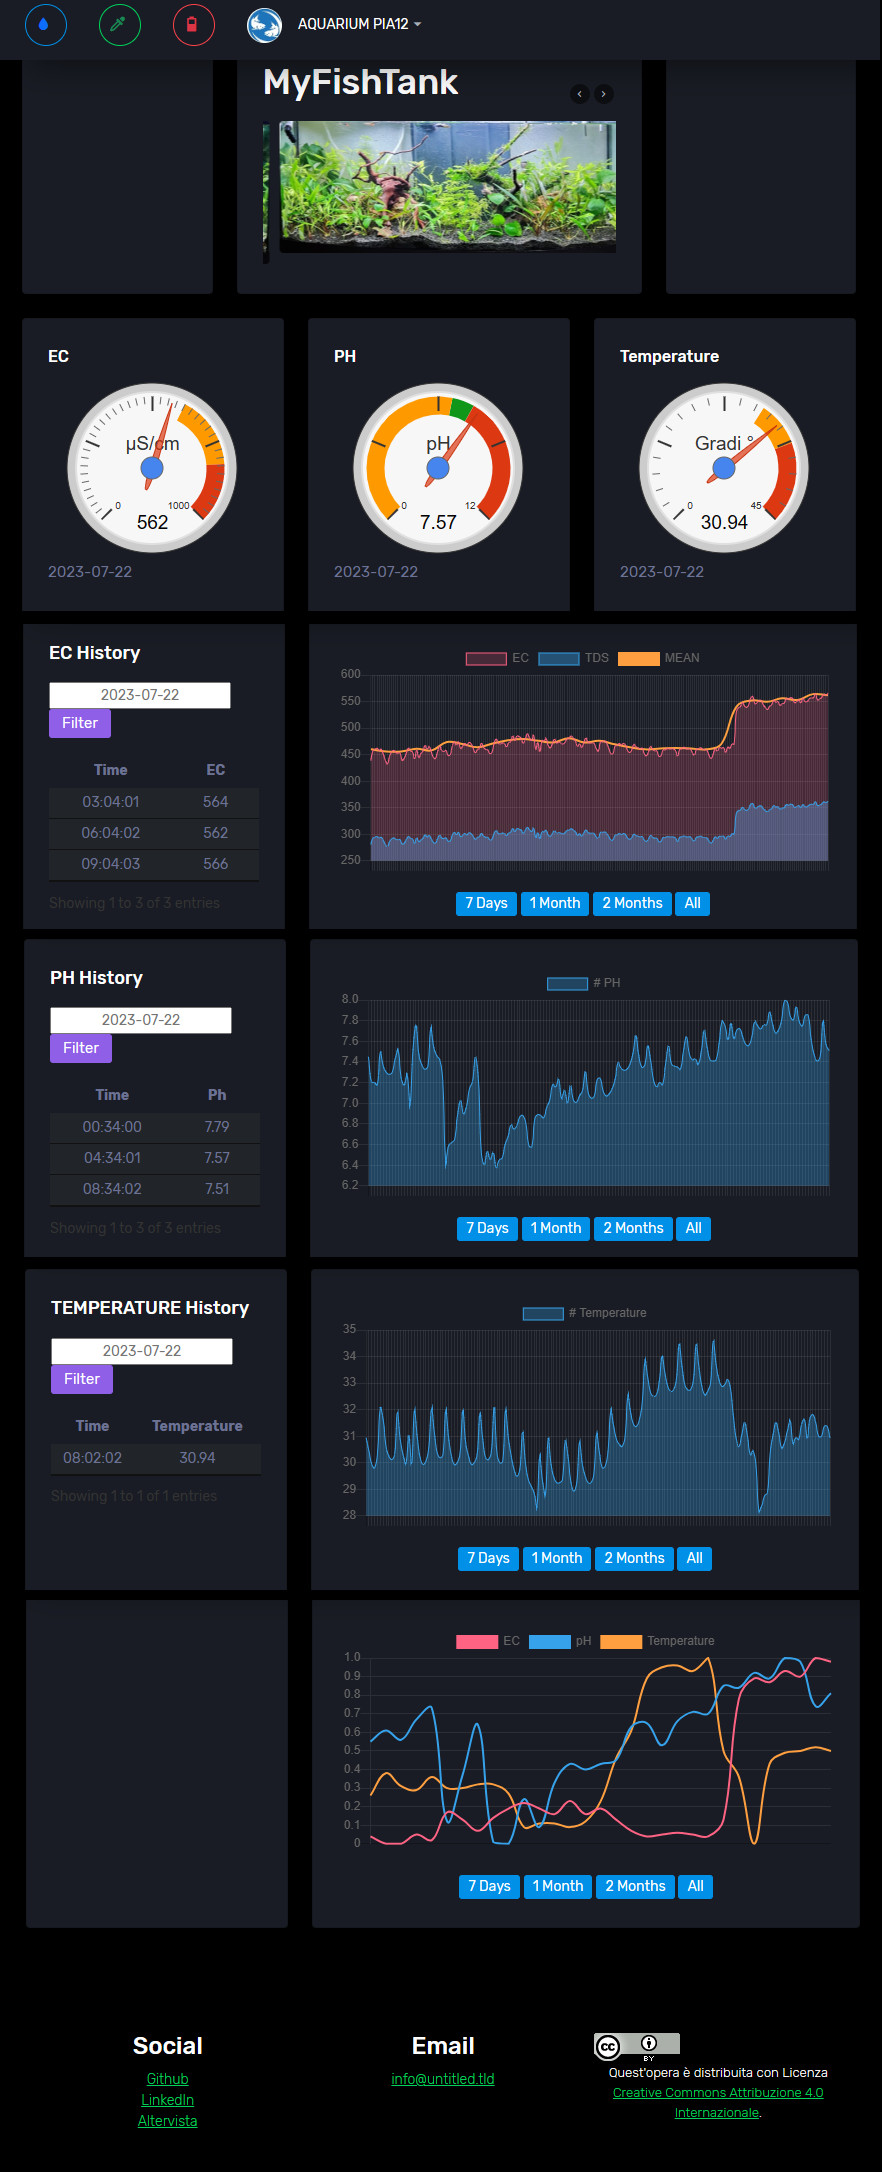 AQUARIUM PIA12
MyFishTank
EC
µS/cm
0
1000
562
2023-07-22
PH
pH
0
12
7.57
2023-07-22
Temperature
Gradi °
0
45
30.94
2023-07-22
EC History
2023-07-22
Filter
Time EC
03:04:01 564
06:04:02 562
09:04:03 566
Showing 1 to 3 of 3 entries
EC TDS MEAN
600
550
500
450
400
350
300
250
7 Days 1 Month 2 Months All
PH History
2023-07-22
Filter
Time Ph
00:34:00 7.79
04:34:01 7.57
08:34:02 7.51
Showing 1 to 3 of 3 entries
# PH
8.0
7.8
7.6
7.4
7.2
7.0
6.8
6.6
6.4
6.2
7 Days 1 Month 2 Months All
TEMPERATURE History
2023-07-22
Filter
Time Temperature
08:02:02 30.94
Showing 1 to 1 of 1 entries
# Temperature
35
34
33
32
31
30
29
28
7 Days 1 Month 2 Months All
EC pH Temperature
1.0
0.9
0.8
0.7
0.6
0.5
0.4
0.3
0.2
0.1
0
7 Days 1 Month 2 Months All
Social
Github
LinkedIn
Altervista
Email
info@untitled.tld
cc
BY
Quest'opera è distribuita con Licenza
Creative Commons Attribuzione 4.0
Internazionale.